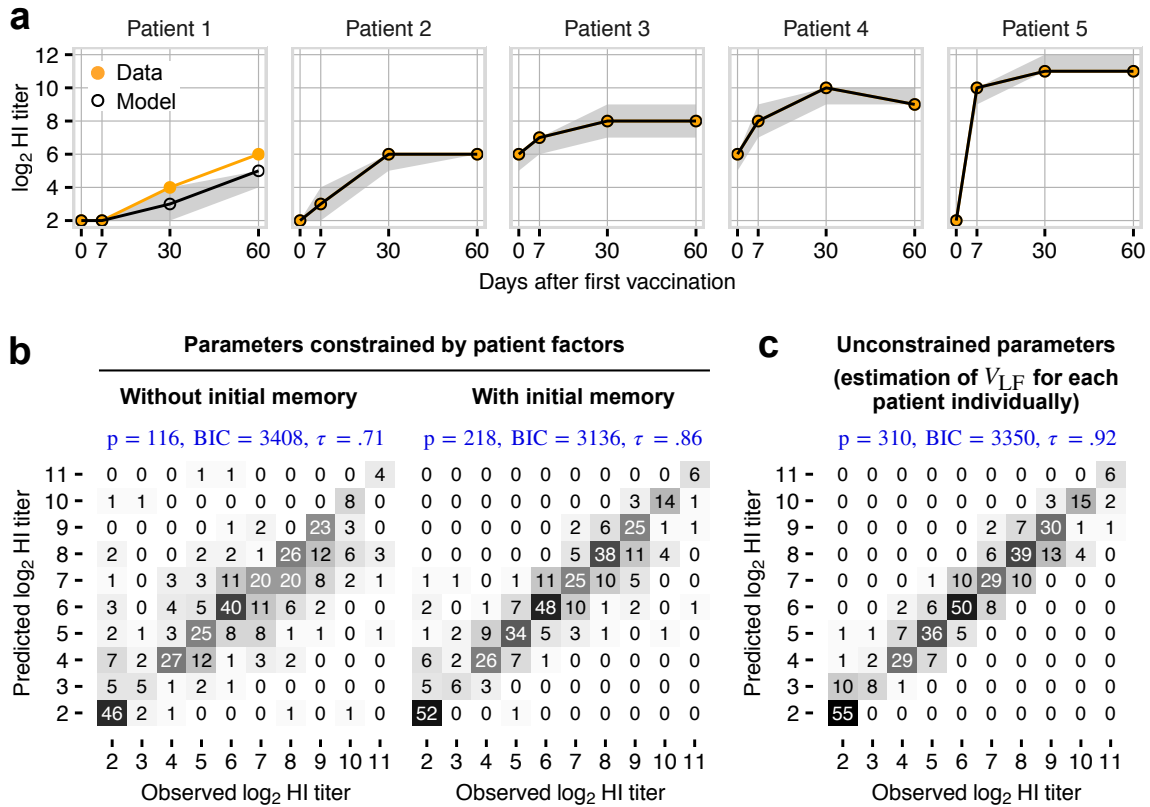 a
Patient 1 Patient 2 Patient 3 Patient 4 Patient 5
12
10
8
6
4
2
log2 HI titer
Data
Model
0 7 30 60 0 7 30 60 0 7 30 60 0 7 30 60 0 7 30 60
Days after first vaccination
b
Parameters constrained by patient factors
Without initial memory With initial memory
p = 116, BIC = 3408, τ = .71 p = 218, BIC = 3136, τ = .86
c
Unconstrained parameters
(estimation of VLF for each
patient individually)
p = 310, BIC = 3350, τ = .92
Predicted log2 HI titer
11 0 0 0 1 1 0 0 0 0 4 0 0 0 0 0 0 0 0 0 6
10 1 1 0 0 0 0 0 0 8 0 0 0 0 0 0 0 0 3 14 1
9 0 0 0 0 1 2 0 23 3 0 0 0 0 0 0 2 6 25 1 1
8 2 0 0 2 2 1 26 12 6 3 0 0 0 0 0 5 38 11 4 0
7 1 0 3 3 11 20 20 8 2 1 1 1 0 1 11 25 10 5 0 0
6 3 0 4 5 40 11 6 2 0 0 2 0 1 7 48 10 1 2 0 1
5 2 1 3 25 8 8 1 1 0 1 1 2 9 34 5 3 1 0 1 0
4 7 2 27 12 1 3 2 0 0 0 6 2 26 7 1 0 0 0 0 0
3 5 5 1 2 1 0 0 0 0 0 5 6 3 0 0 0 0 0 0 0
2 46 2 1 0 0 0 1 0 1 0 52 0 0 1 0 0 0 0 0 0
2 3 4 5 6 7 8 9 10 11 2 3 4 5 6 7 8 9 10 11
Observed log2 HI titer Observed log2 HI titer
Predicted log2 HI titer
11 0 0 0 0 0 0 0 0 0 6
10 0 0 0 0 0 0 0 3 15 2
9 0 0 0 0 0 2 7 30 1 1
8 0 0 0 0 0 6 39 13 4 0
7 0 0 0 1 10 29 10 0 0 0
6 0 0 2 6 50 8 0 0 0 0
5 1 1 7 36 5 0 0 0 0 0
4 1 2 29 7 0 0 0 0 0 0
3 10 8 1 0 0 0 0 0 0 0
2 55 0 0 0 0 0 0 0 0 0
2 3 4 5 6 7 8 9 10 11
Observed log2 HI titer